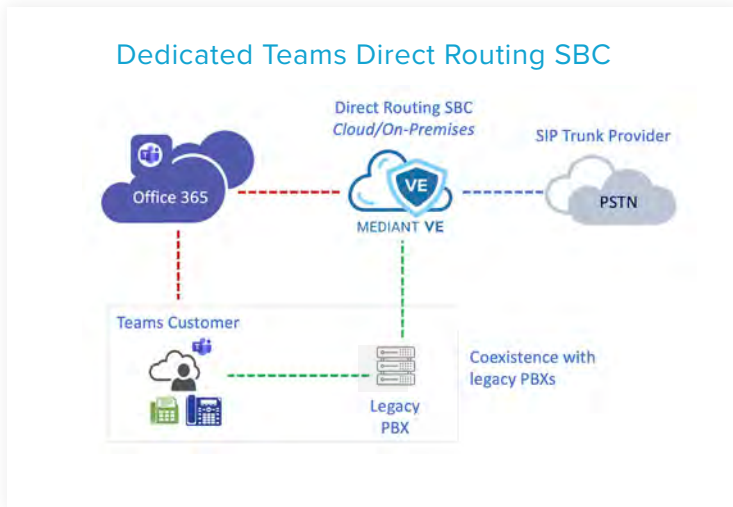 Dedicated Teams Direct Routing SBC
Direct Routing SBC
Cloud/On-Premises
SIP Trunk Provider
Office 365
VE
PSTN
MEDIANT VE
Teams Customer
Coexistence with
legacy PBXs
Legacy
PBX